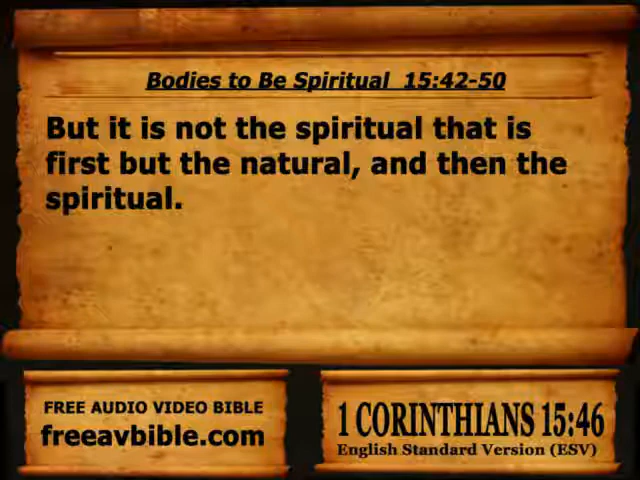 Bodies to Be Spiritual 15:42-50
But it is not the spiritual that is
first but the natural, and then the
spiritual.
FREE AUDIO VIDEO BIBLE
freeavbible.com
1 CORINTHIANS 15:46
English Standard Version (ESV)